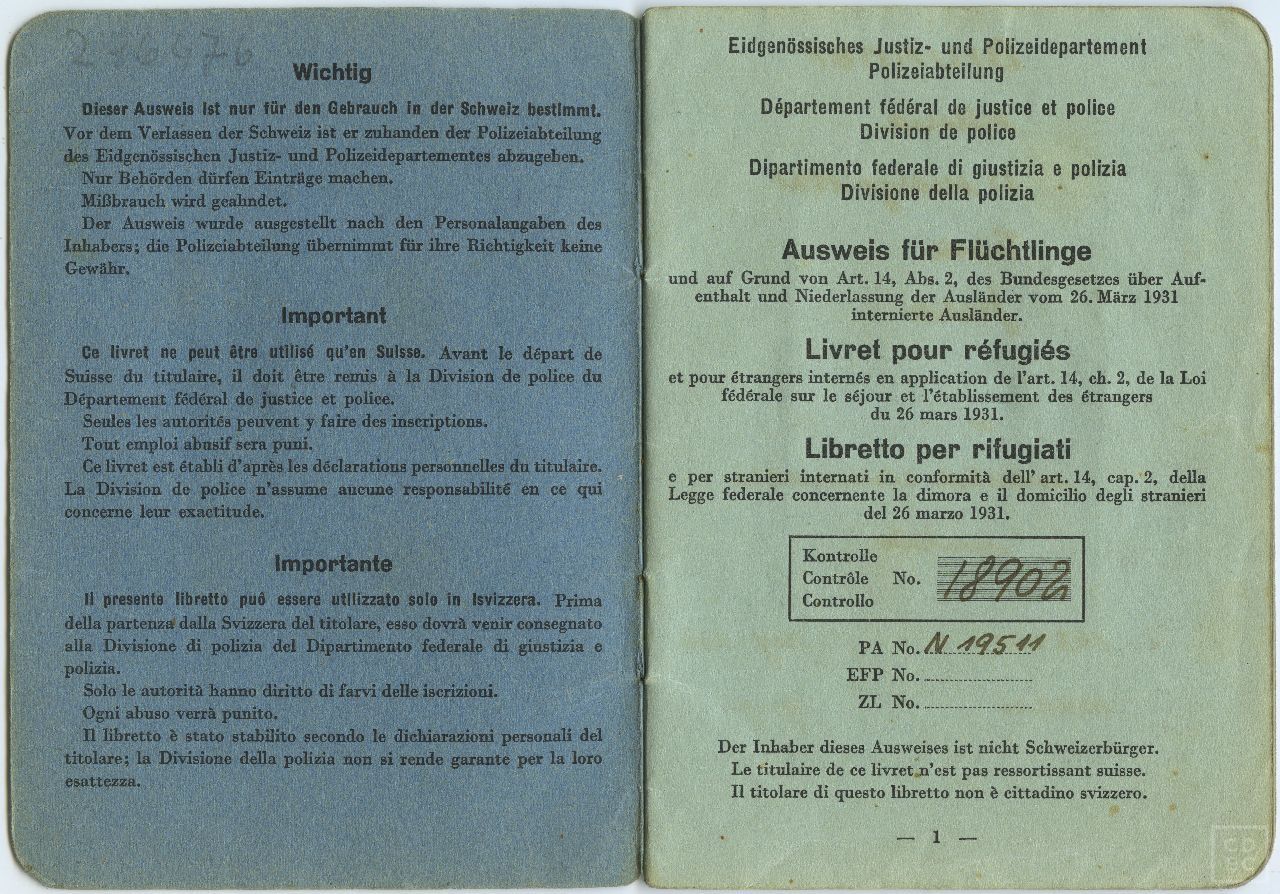 Wichtig
Dieser Ausweis ist nur für den Gebrauch in der Schweiz bestimmt.
Vor dem Verlassen der Schweiz ist er zuhanden der Polizeiabteilung
des Eidgenössischen Justiz- und Polizeidepartementes abzugeben.
Nur Behörden dürfen Einträge machen.
Mißbrauch wird geahndet.
Der Ausweis wurde ausgestellt nach den Personalangaben des
Inhabers; die Polizeiabteilung übernimmt für ihre Richtigkeit keine
Gewähr.
Important
Ce livret ne peut être utilisé qu'en Suisse. Avant le départ de
Suisse du titulaire, il doit être remis à la Division de police du
Département fédéral de justice et police.
Seules les autorités peuvent y faire des inscriptions.
Tout emploi abusif sera puni.
Ce livret est établi d'après les déclarations personnelles du titulaire.
La Division de police n'assume aucune responsabilité en ce qui
concerne leur exactitude.
Importante
Il presente libretto puó essere utilizzato solo in Isvizzera. Prima
della partenza dalla Svizzera del titolare, esso dovrà venir consegnato
alla Divisione di polizia del Dipartimento federale di giustizia e
polizia.
Solo le autorità hanno diritto di farvi delle iscrizioni.
Ogni abuso verrà punito.
Il libretto è stato stabilito secondo le dichiarazioni personali del
titolare; la Divisione della polizia non si rende garante per la loro
esattezza.
Eidgenössisches Justiz- und Polizeidepartement
Polizeiabteilung
Département fédéral de justice et police
Division de police
Dipartimento federale di giustizia e polizia
Divisione della polizia
Ausweis für Flüchtlinge
und auf Grund von Art. 14, Abs. 2, des Bundesgesetzes über Auf-
enthalt und Niederlassung der Ausländer vom 26. März 1931
internierte Ausländer.
Livret pour réfugiés
et pour étrangers internés en application de l'art. 14, ch. 2, de la Loi
fédérale sur le séjour et l'établissement des étrangers
du 26 mars 1931.
Libretto per rifugiati
e per stranieri internati in conformità dell' art. 14, cap. 2, della
Legge federale concernente la dimora e il domicilio degli stranieri
del 26 marzo 1931.
Kontrolle
Contrôle No. 18902
Controllo
PA No. N 19511
EFP No.
ZL No.
Der Inhaber dieses Ausweises ist nicht Schweizerbürger.
Le titulaire de ce livret n'est pas ressortissant suisse.
Il titolare di questo libretto non è cittadino svizzero.
— 1 —